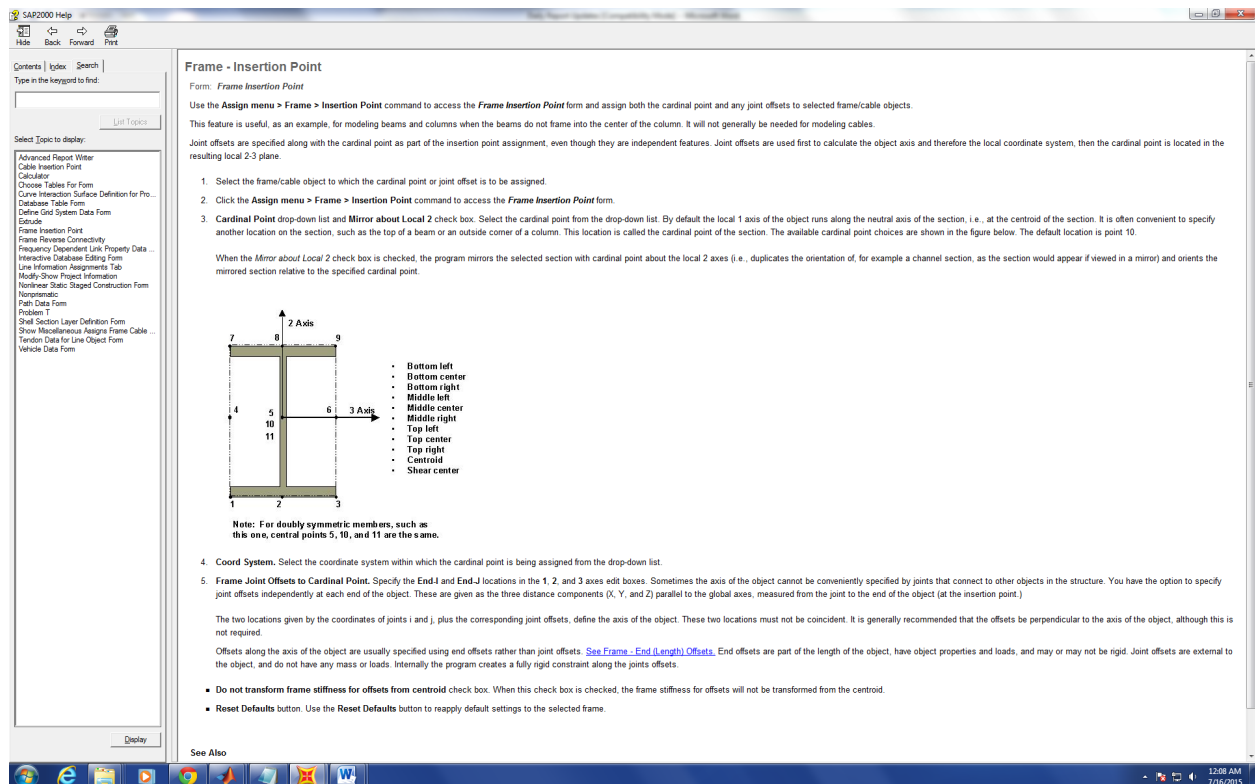 SAP2000 Help
Hide Back Forward Print
Contents Index Search
Type in the keyword to find:
List Topics
Select Topic to display:
Advanced Report Writer
Cable Insertion Point
Calculator
Choose Tables For Form
Curve Interaction Surface Definition for Pro...
Database Table Form
Define Grid System Data Form
Extrude
Frame Insertion Point
Frame Reverse Connectivity
Frequency Dependent Link Property Data ...
Interactive Database Editing Form
Line Information Assignments Tab
Modify-Show Project Information
Nonlinear Static Staged Construction Form
Nonprismatic
Path Data Form
Problem T
Shell Section Layer Definition Form
Show Miscellaneous Assigns Frame Cable ...
Tendon Data for Line Object Form
Vehicle Data Form
Display
Frame - Insertion Point
Form: Frame Insertion Point
Use the Assign menu > Frame > Insertion Point command to access the Frame Insertion Point form and assign both the cardinal point and any joint offsets to selected frame/cable objects.
This feature is useful, as an example, for modeling beams and columns when the beams do not frame into the center of the column. It will not generally be needed for modeling cables.
Joint offsets are specified along with the cardinal point as part of the insertion point assignment, even though they are independent features. Joint offsets are used first to calculate the object axis and therefore the local coordinate system, then the cardinal point is located in the
resulting local 2-3 plane.
1. Select the frame/cable object to which the cardinal point or joint offset is to be assigned.
2. Click the Assign menu > Frame > Insertion Point command to access the Frame Insertion Point form.
3. Cardinal Point drop-down list and Mirror about Local 2 check box. Select the cardinal point from the drop-down list. By default the local 1 axis of the object runs along the neutral axis of the section, i.e., at the centroid of the section. It is often convenient to specify
another location on the section, such as the top of a beam or an outside corner of a column. This location is called the cardinal point of the section. The available cardinal point choices are shown in the figure below. The default location is point 10.
When the Mirror about Local 2 check box is checked, the program mirrors the selected section with cardinal point about the local 2 axes (i.e., duplicates the orientation of, for example a channel section, as the section would appear if viewed in a mirror) and orients the
mirrored section relative to the specified cardinal point.
2 Axis
7 8 9
4 5 6 3 Axis
10
11
1 2 3
• Bottom left
• Bottom center
• Bottom right
• Middle left
• Middle center
• Middle right
• Top left
• Top center
• Top right
• Centroid
• Shear center
Note: For doubly symmetric members, such as
this one, central points 5, 10, and 11 are the same.
4. Coord System. Select the coordinate system within which the cardinal point is being assigned from the drop-down list.
5. Frame Joint Offsets to Cardinal Point. Specify the End-I and End-J locations in the 1, 2, and 3 axes edit boxes. Sometimes the axis of the object cannot be conveniently specified by joints that connect to other objects in the structure. You have the option to specify
joint offsets independently at each end of the object. These are given as the three distance components (X, Y, and Z) parallel to the global axes, measured from the joint to the end of the object (at the insertion point.)
The two locations given by the coordinates of joints i and j, plus the corresponding joint offsets, define the axis of the object. These two locations must not be coincident. It is generally recommended that the offsets be perpendicular to the axis of the object, although this is
not required.
Offsets along the axis of the object are usually specified using end offsets rather than joint offsets. See Frame - End (Length) Offsets. End offsets are part of the length of the object, have object properties and loads, and may or may not be rigid. Joint offsets are external to
the object, and do not have any mass or loads. Internally the program creates a fully rigid constraint along the joints offsets.
▪ Do not transform frame stiffness for offsets from centroid check box. When this check box is checked, the frame stiffness for offsets will not be transformed from the centroid.
▪ Reset Defaults button. Use the Reset Defaults button to reapply default settings to the selected frame.
See Also
12:08 AM
7/16/2015